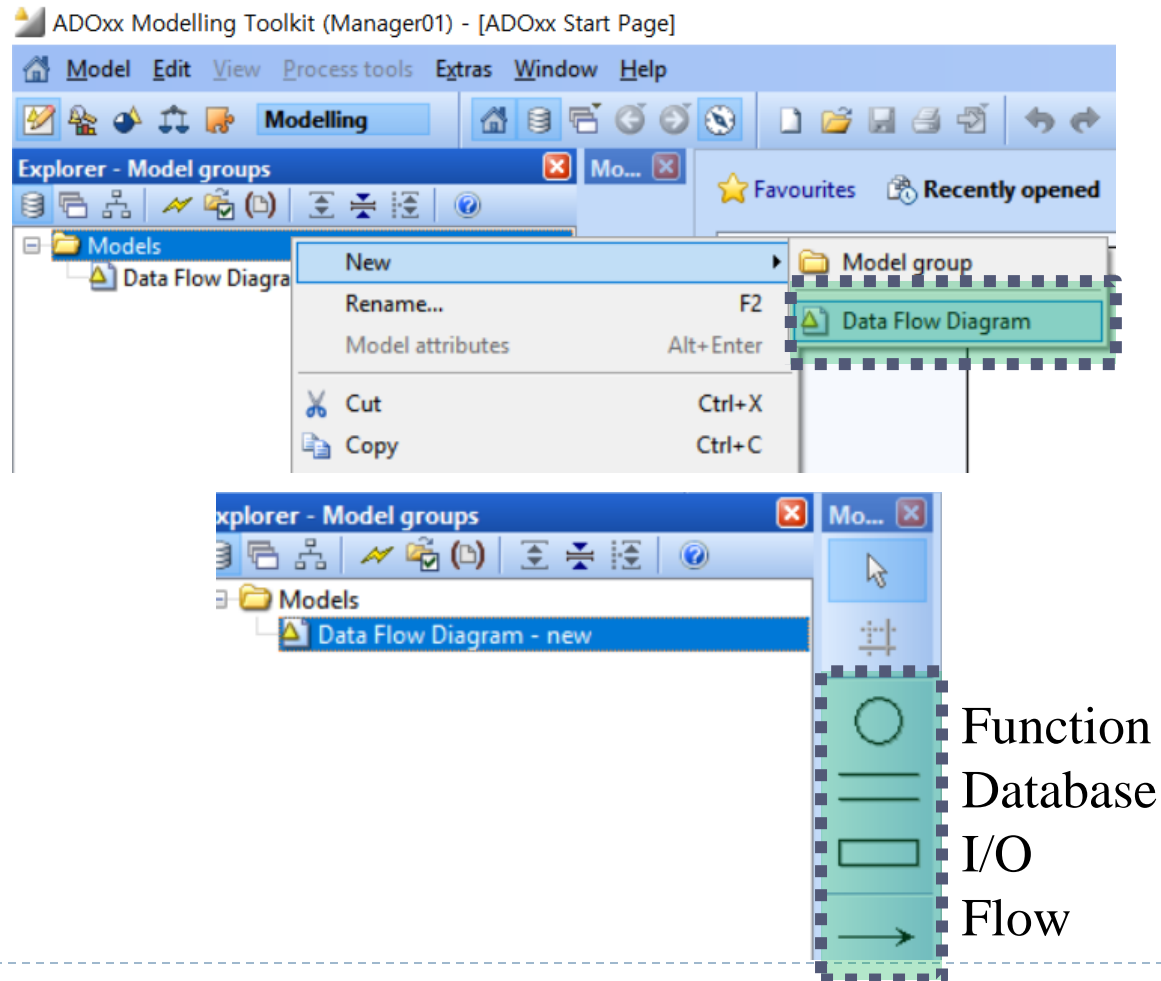 ADOxx Modelling Toolkit (Manager01) - [ADOxx Start Page]
Model Edit View Process tools Extras Window Help
Modelling
Explorer - Model groups
Mo...
Favourites Recently opened
Models
Data Flow Diagra
New
Rename... F2
Model attributes Alt+Enter
Cut Ctrl+X
Copy Ctrl+C
Model group
Data Flow Diagram
xplorer - Model groups
Mo...
Models
Data Flow Diagram - new
Function
Database
I/O
Flow